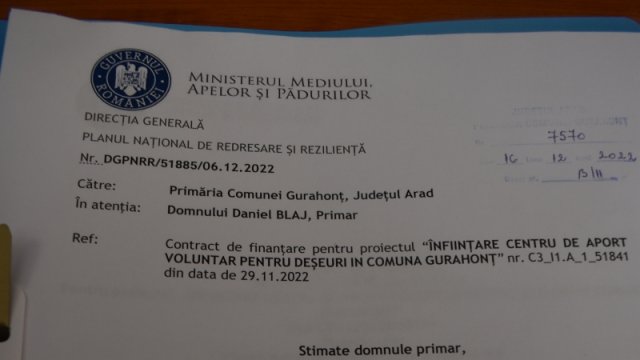 GUVERNUL ROMÂNIEI
MINISTERUL MEDIULUI,
APELOR ȘI PĂDURILOR
DIRECȚIA GENERALĂ
PLANUL NAȚIONAL DE REDRESARE ȘI REZILIENȚĂ
Nr. DGPNRR/51885/06.12.2022
7570
16 12 2022
B/11
Către: Primăria Comunei Gurahonț, Județul Arad
În atenția: Domnului Daniel BLAJ, Primar
Ref: Contract de finanțare pentru proiectul “ÎNFIINȚARE CENTRU DE APORT
VOLUNTAR PENTRU DEȘEURI IN COMUNA GURAHONȚ” nr. C3_I1.A_1_51841
din data de 29.11.2022
Stimate domnule primar,